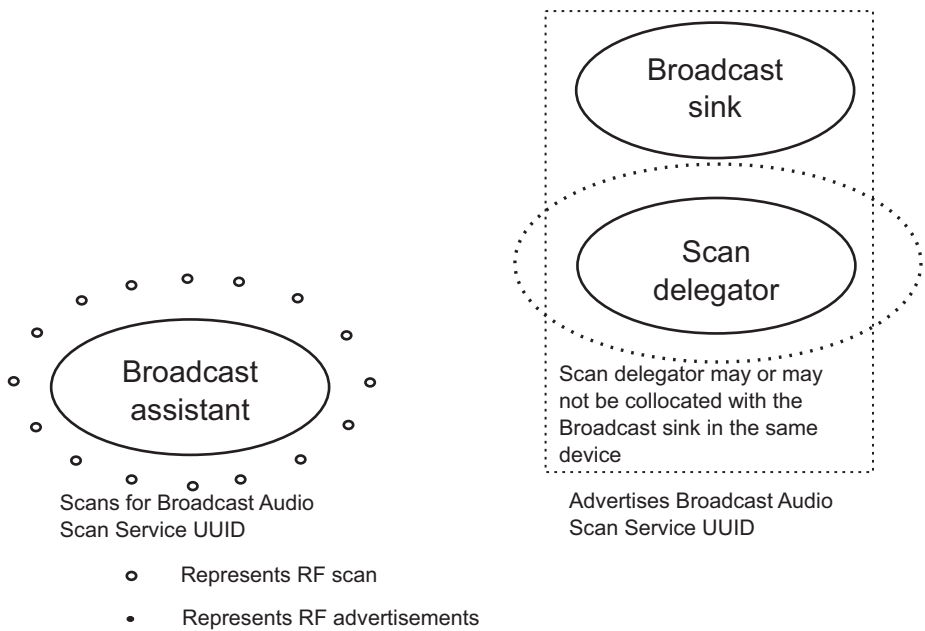 Broadcast
sink
Scan
delegator
Scan delegator may or may
not be collocated with the
Broadcast sink in the same
device
Advertises Broadcast Audio
Scan Service UUID
Broadcast
assistant
Scans for Broadcast Audio
Scan Service UUID
Represents RF scan
Represents RF advertisements